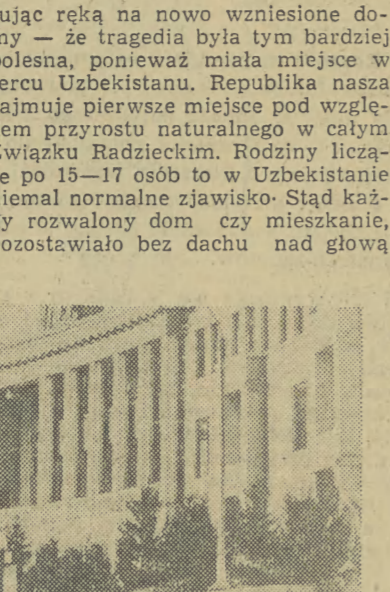 ując ręką na nowo wzniesione do-
ny — że tragedia była tym bardziej
bolesna, ponieważ miała miejsce w
ercu Uzbekistanu. Republika nasza
ajmuje pierwsze miejsce pod wzglę-
em przyrostu naturalnego w całym
Związku Radzieckim. Rodziny liczą-
e po 15—17 osób to w Uzbekistanie
iemal normalne zjawisko· Stąd każ-
y rozwalony dom czy mieszkanie,
ozostawiało bez dachu nad głową